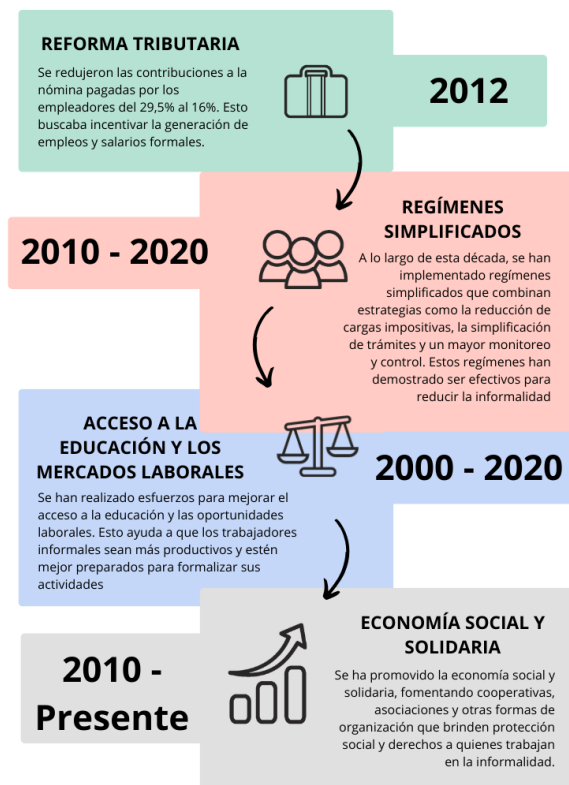 REFORMA TRIBUTARIA
Se redujeron las contribuciones a la
nómina pagadas por los
empleadores del 29,5% al 16%. Esto
buscaba incentivar la generación de
empleos y salarios formales.
2012
2010 - 2020
REGÍMENES
SIMPLIFICADOS
A lo largo de esta década, se han
implementado regímenes
simplificados que combinan
estrategias como la reducción de
cargas impositivas, la simplificación
de trámites y un mayor monitoreo
y control. Estos regímenes han
demostrado ser efectivos para
reducir la informalidad
ACCESO A LA
EDUCACIÓN Y LOS
MERCADOS LABORALES
Se han realizado esfuerzos para mejorar el
acceso a la educación y las oportunidades
laborales. Esto ayuda a que los trabajadores
informales sean más productivos y estén
mejor preparados para formalizar sus
actividades
2000 - 2020
2010 -
Presente
ECONOMÍA SOCIAL Y
SOLIDARIA
Se ha promovido la economía social y
solidaria, fomentando cooperativas,
asociaciones y otras formas de
organización que brinden protección
social y derechos a quienes trabajan
en la informalidad.